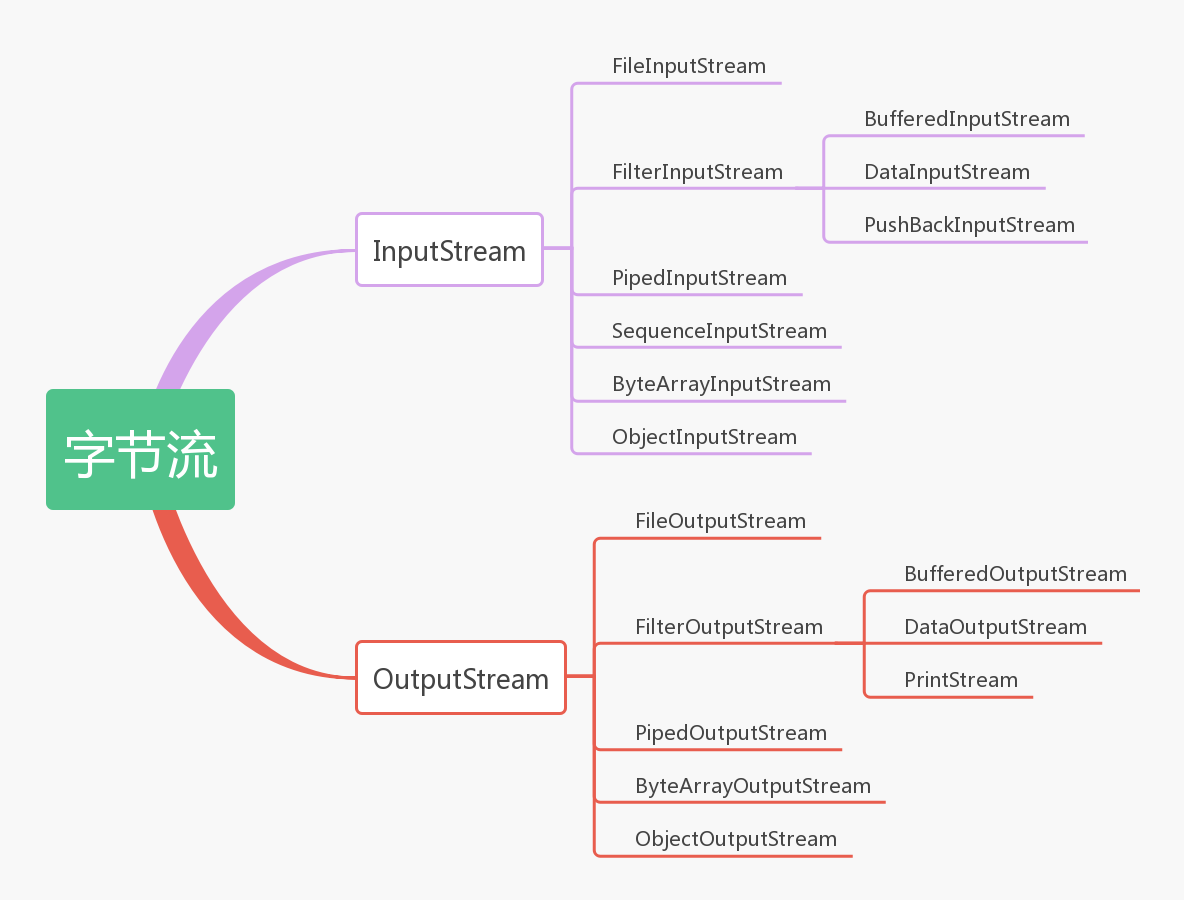 字节流
InputStream
FileInputStream
FilterInputStream
BufferedInputStream
DataInputStream
PushBackInputStream
PipedInputStream
SequenceInputStream
ByteArrayInputStream
ObjectInputStream
OutputStream
FileOutputStream
FilterOutputStream
BufferedOutputStream
DataOutputStream
PrintStream
PipedOutputStream
ByteArrayOutputStream
ObjectOutputStream